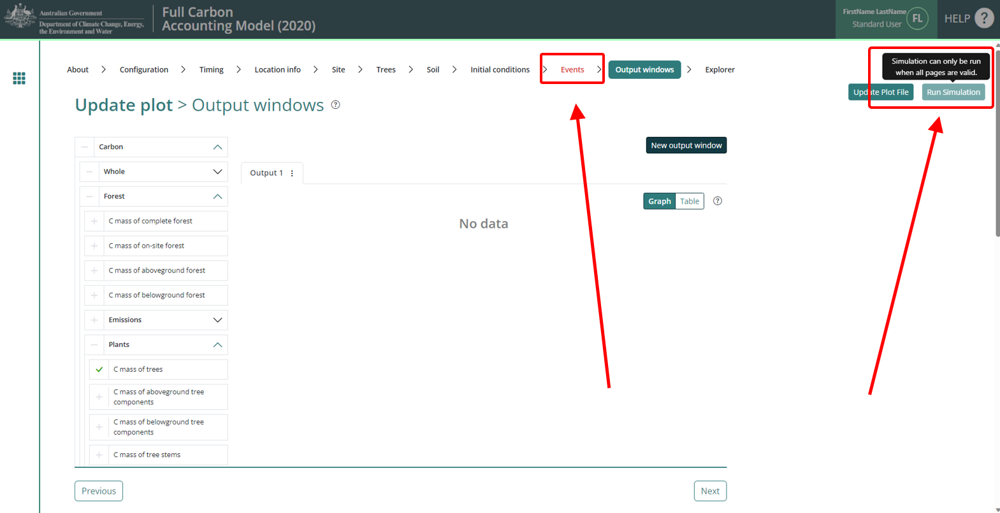 Australian Government
Department of Climate Change, Energy,
the Environment and Water
Full Carbon
Accounting Model (2020)
FirstName LastName
Standard User
FL
HELP ?
About
Configuration
Timing
Location info
Site
Trees
Soil
Initial conditions
Events
Output windows
Explorer
Simulation can only be run
when all pages are valid.
Update Plot File
Run Simulation
Update plot > Output windows ?
Carbon
New output window
Whole
Output 1
Forest
Graph
Table
?
C mass of complete forest
No data
C mass of on-site forest
C mass of aboveground forest
C mass of belowground forest
Emissions
Plants
C mass of trees
C mass of aboveground tree
components
C mass of belowground tree
components
C mass of tree stems
Previous
Next